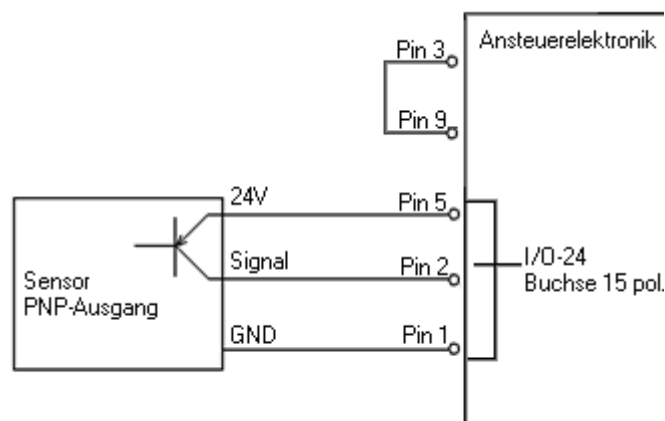 Ansteuerelektronik
Pin 3
Pin 9
24V
Pin 5
Signal
Pin 2
GND
Pin 1
Sensor
PNP-Ausgang
I/O-24
Buchse 15 pol.